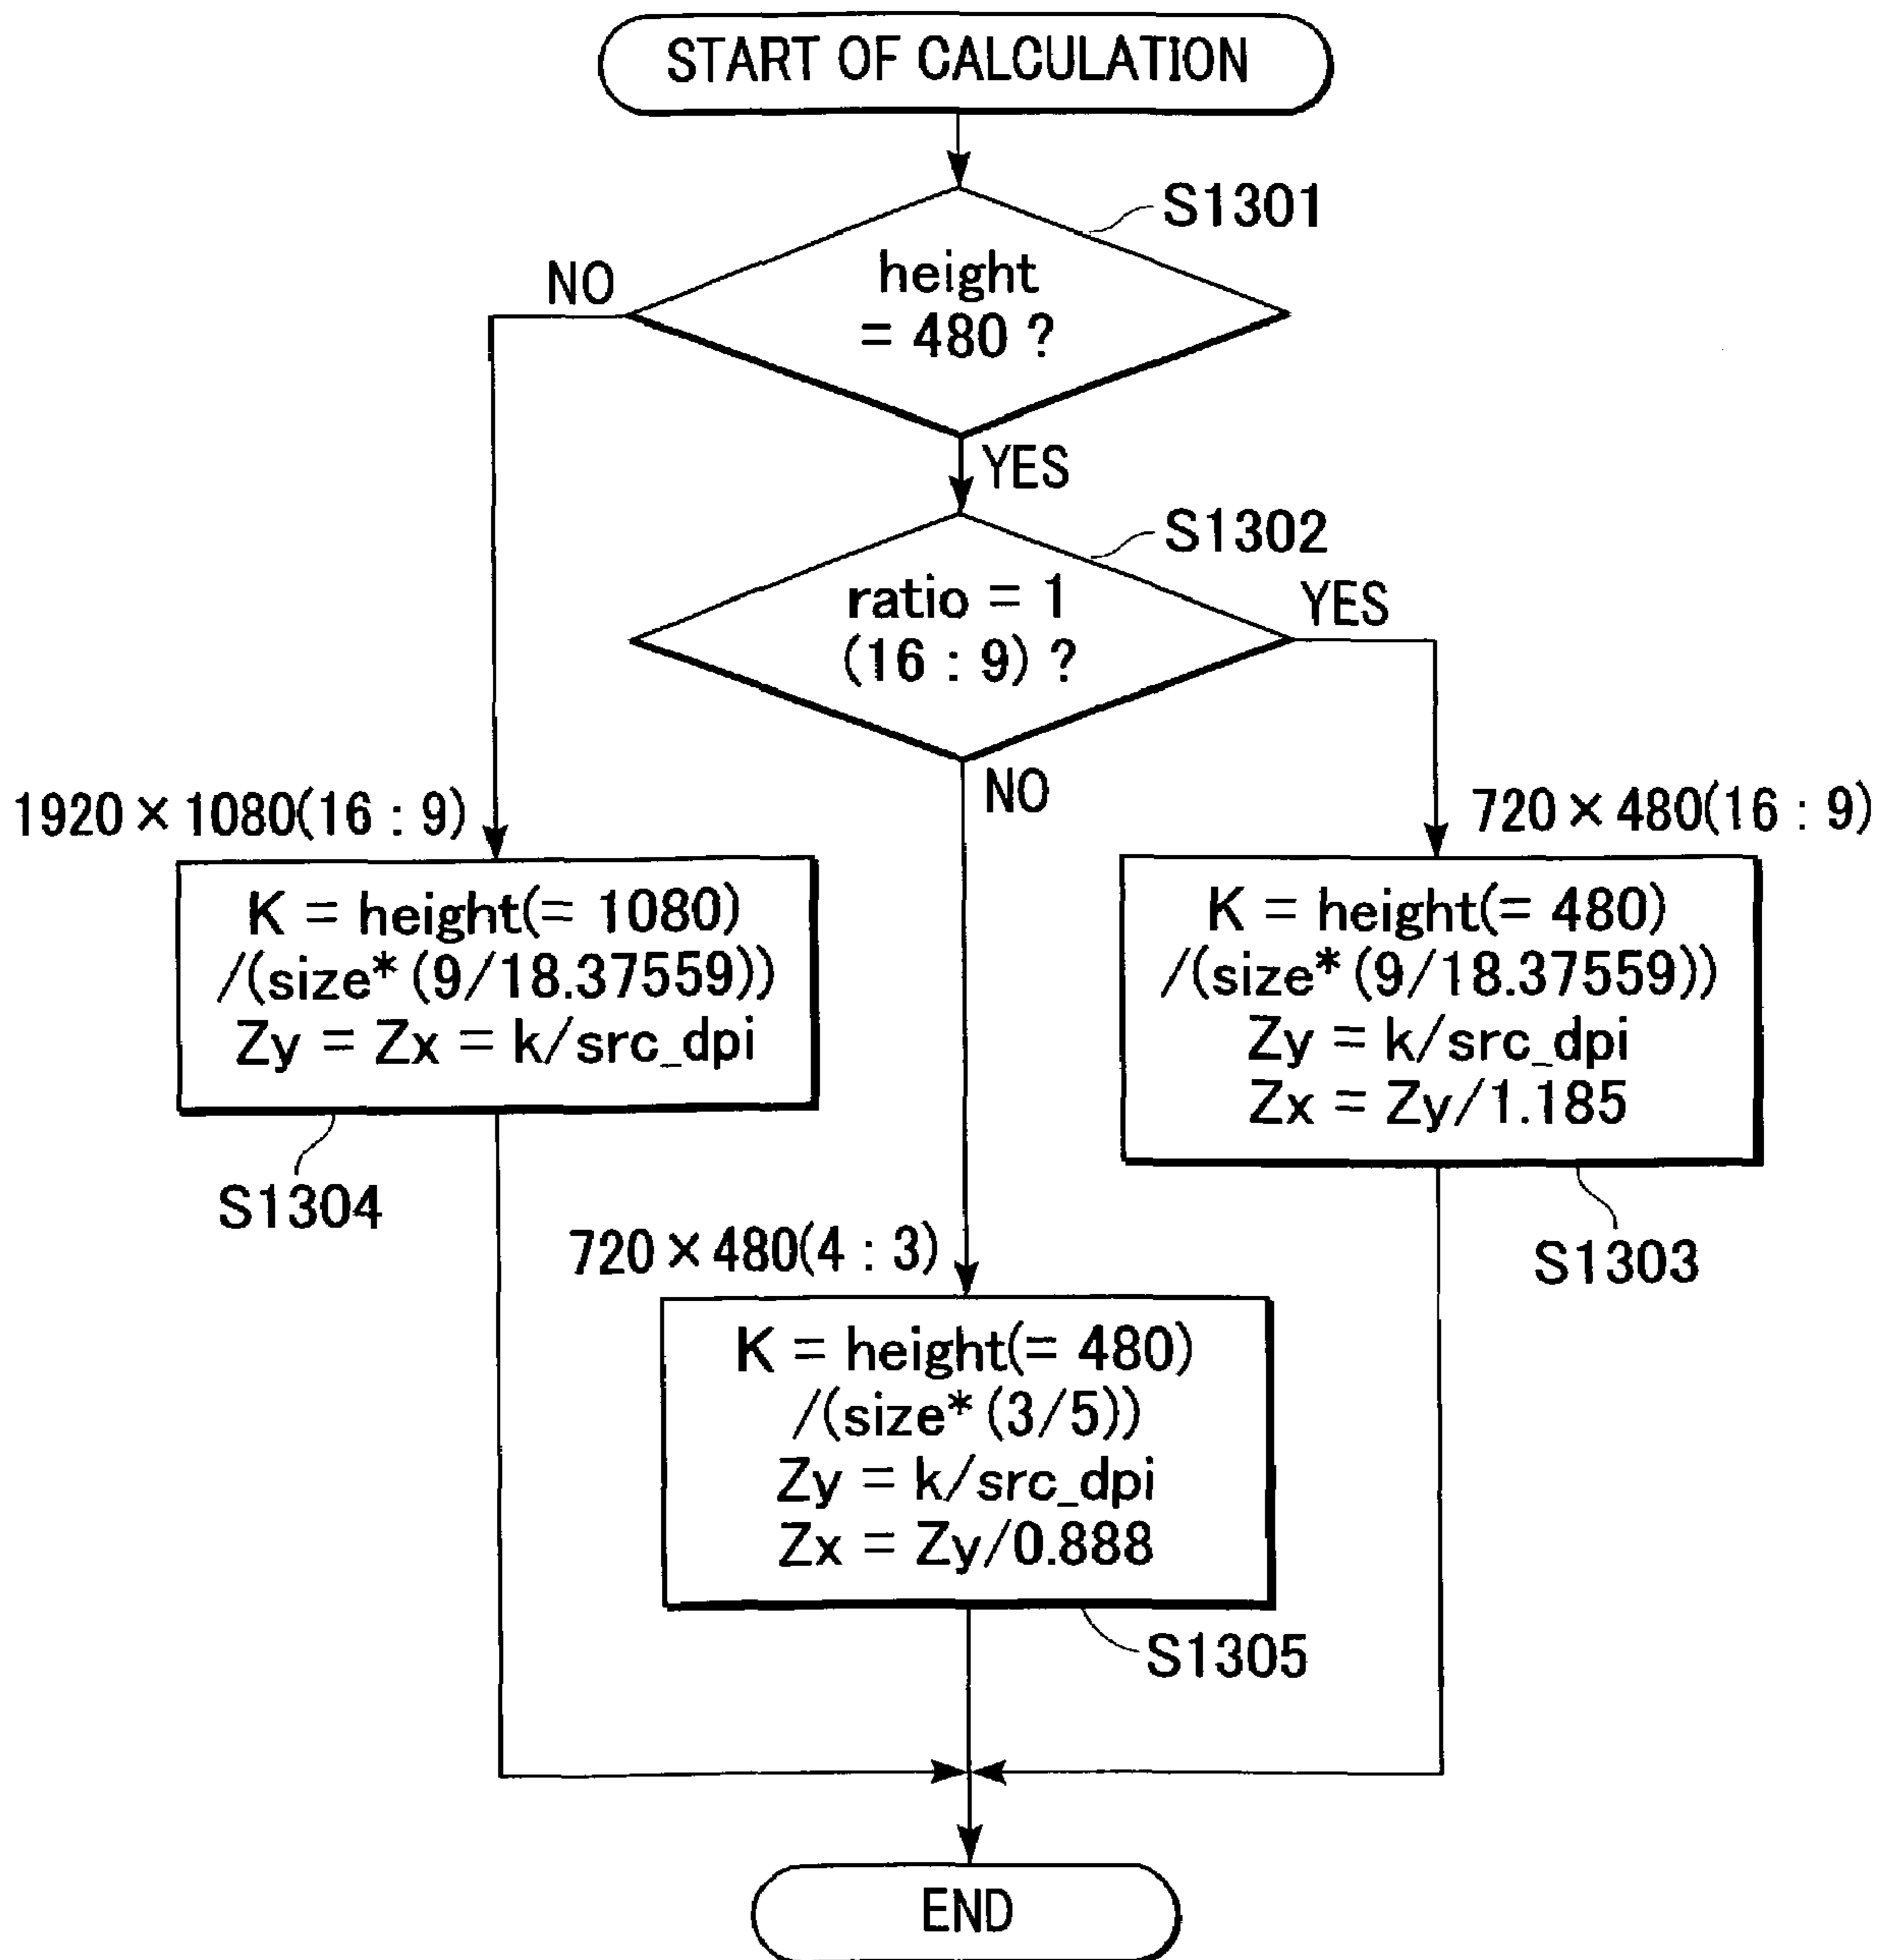 START OF CALCULATION
S1301
height
= 480 ?
NO
YES
S1302
ratio = 1
(16 : 9) ?
YES
NO
1920 × 1080(16 : 9)
K = height(= 1080)
/(size* (9/18.37559))
Zy = Zx = k/src_dpi
S1304
720 × 480(16 : 9)
K = height(= 480)
/(size* (9/18.37559))
Zy = k/src_dpi
Zx = Zy/1.185
S1303
720 × 480(4 : 3)
K = height(= 480)
/(size* (3/5))
Zy = k/src_dpi
Zx = Zy/0.888
S1305
END